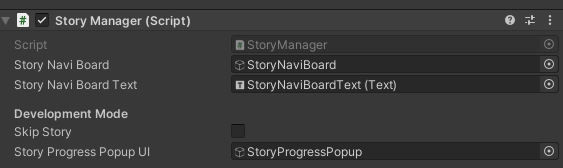 Story Manager (Script)
Script StoryManager
Story Navi Board StoryNaviBoard
Story Navi Board Text StoryNaviBoardText (Text)
Development Mode
Skip Story
Story Progress Popup UI StoryProgressPopup